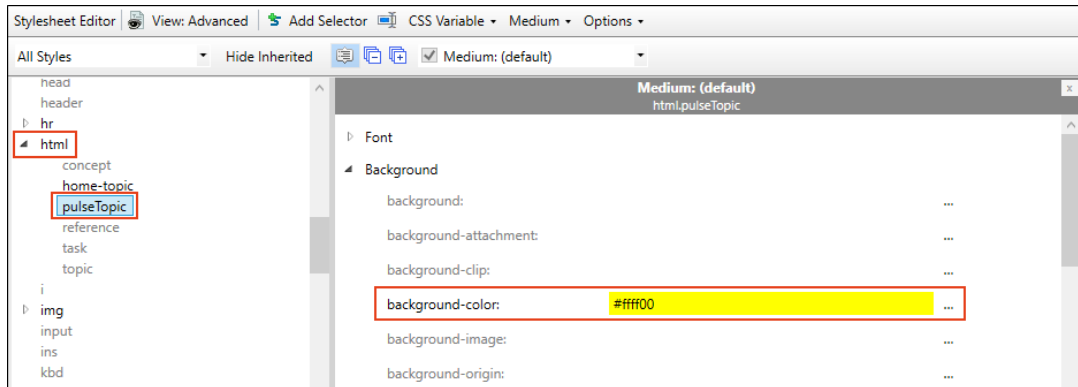 Stylesheet Editor View: Advanced Add Selector CSS Variable Medium Options
All Styles Hide Inherited Medium: (default)
head
header
hr
html
concept
home-topic
pulseTopic
reference
task
topic
i
img
input
ins
kbd
Medium: (default)
html.pulseTopic
x
Font
Background
background: ...
background-attachment: ...
background-clip: ...
background-color: #ffff00 ...
background-image: ...
background-origin: ...